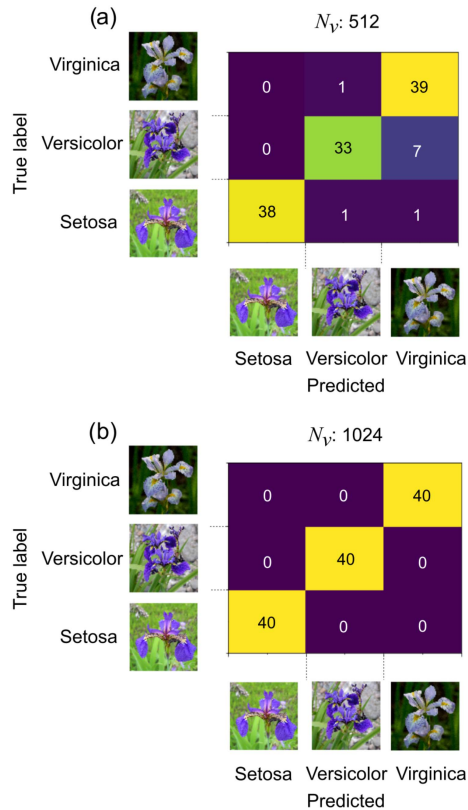 (a)
N_v: 512
True label
Virginica
0 1 39
Versicolor
0 33 7
Setosa
38 1 1
Setosa Versicolor Virginica
Predicted
(b)
N_v: 1024
True label
Virginica
0 0 40
Versicolor
0 40 0
Setosa
40 0 0
Setosa Versicolor Virginica
Predicted